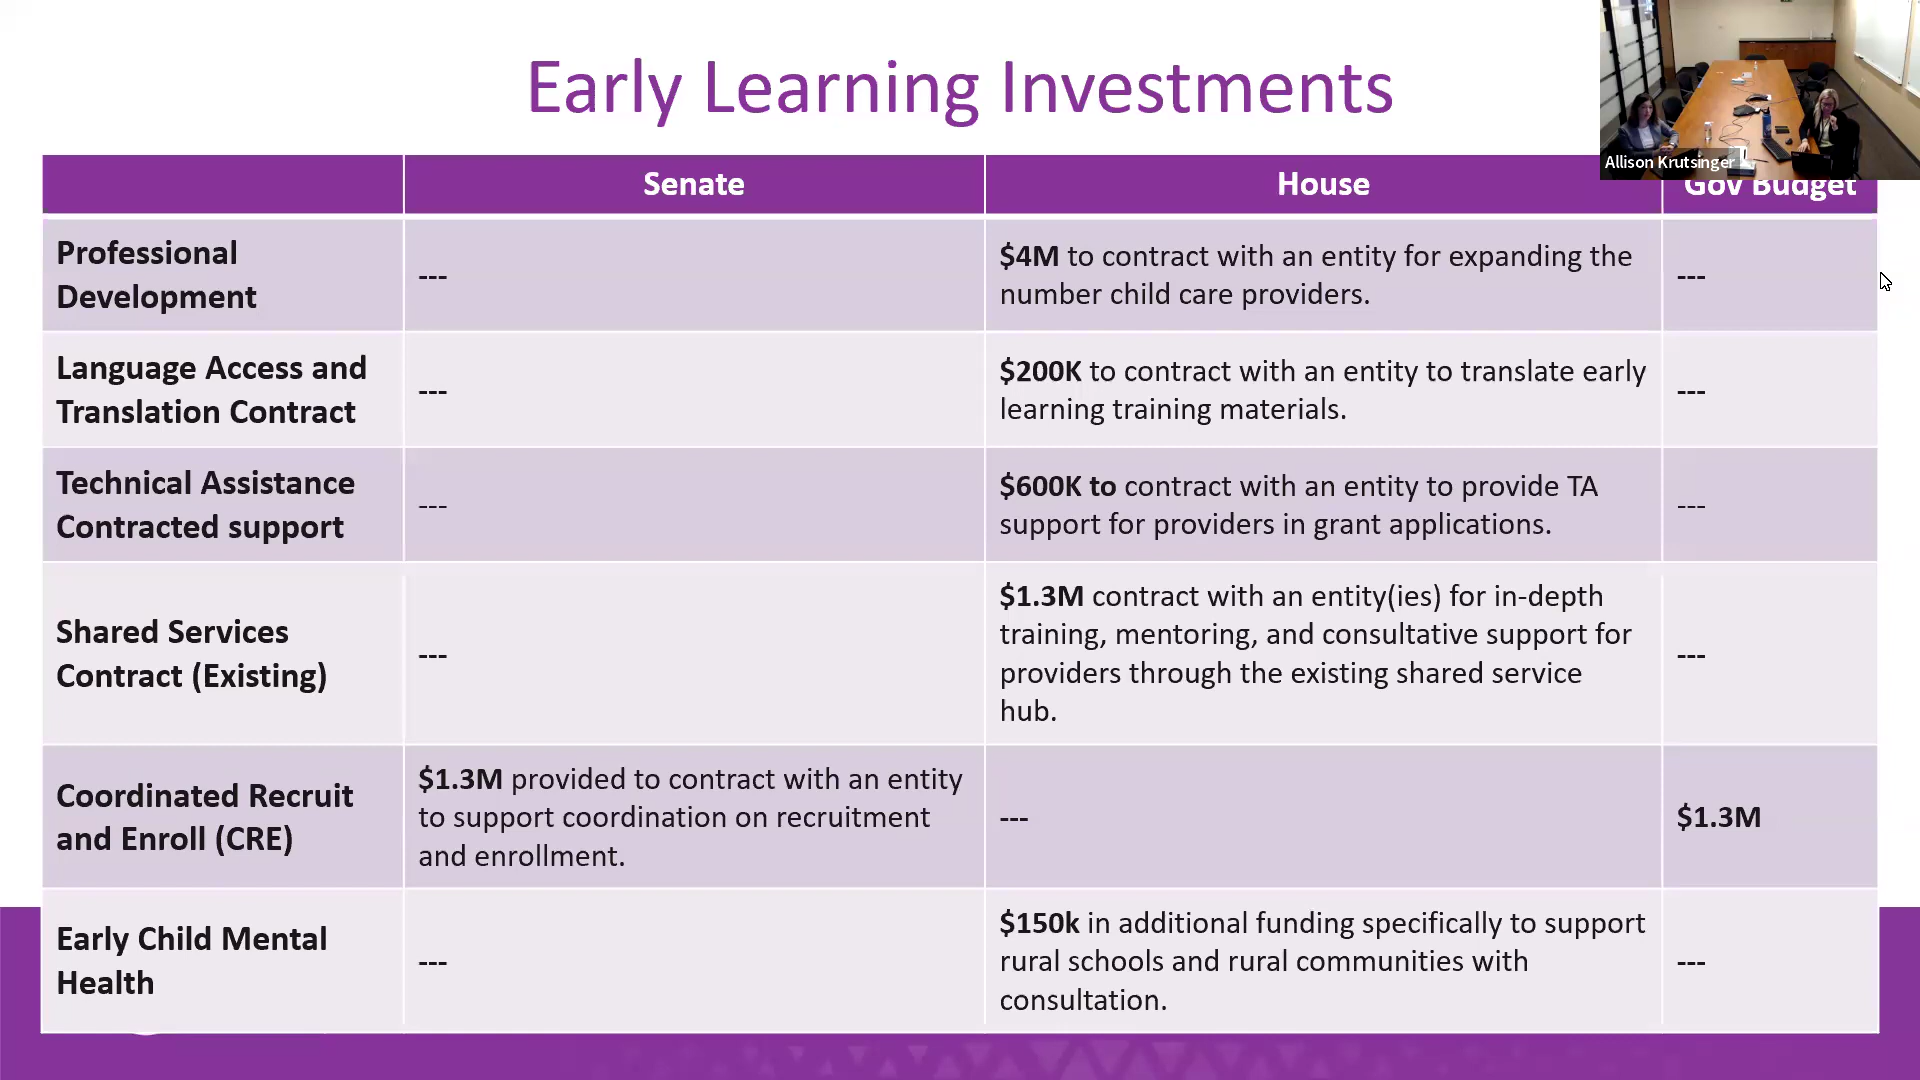 Early Learning Investments
Allison Krutsinger
Senate
House
Gov Budget
Professional
Development
---
$4M to contract with an entity for expanding the
number child care providers.
---
Language Access and
Translation Contract
---
$200K to contract with an entity to translate early
learning training materials.
---
Technical Assistance
Contracted support
---
$600K to contract with an entity to provide TA
support for providers in grant applications.
---
Shared Services
Contract (Existing)
---
$1.3M contract with an entity(ies) for in-depth
training, mentoring, and consultative support for
providers through the existing shared service
hub.
---
Coordinated Recruit
and Enroll (CRE)
$1.3M provided to contract with an entity
to support coordination on recruitment
and enrollment.
---
$1.3M
Early Child Mental
Health
---
$150k in additional funding specifically to support
rural schools and rural communities with
consultation.
---